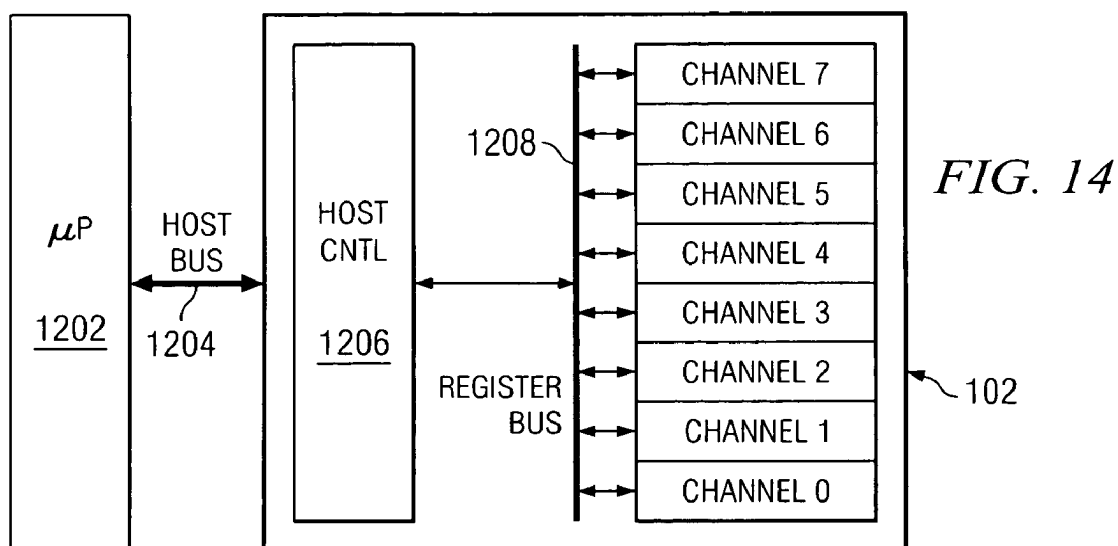 μP
1202
HOST
BUS
1204
HOST
CNTL
1206
1208
REGISTER
BUS
CHANNEL 7
CHANNEL 6
CHANNEL 5
CHANNEL 4
CHANNEL 3
CHANNEL 2
CHANNEL 1
CHANNEL 0
102
FIG. 14